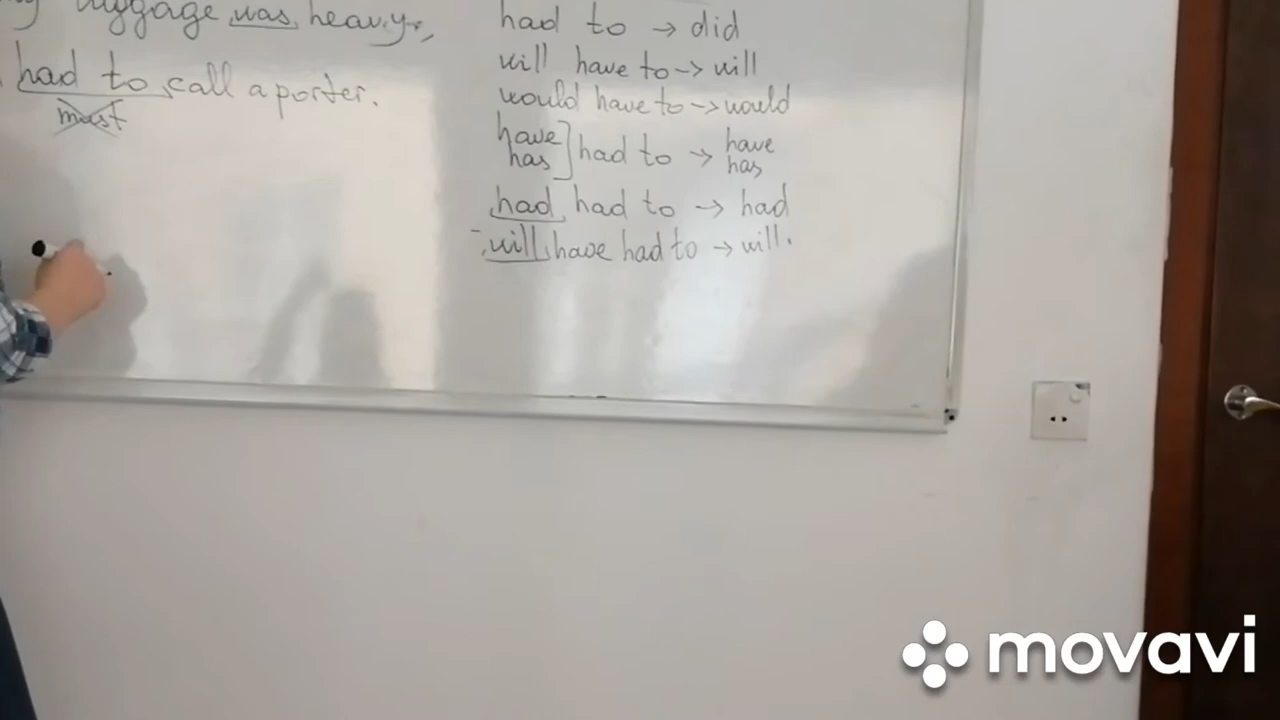 luggage was heavy,
had to call a porter.
must
had to → did
will have to → will
would have to → would
have
has ] had to → have
has
had had to → had
- will have had to → will.
movavi